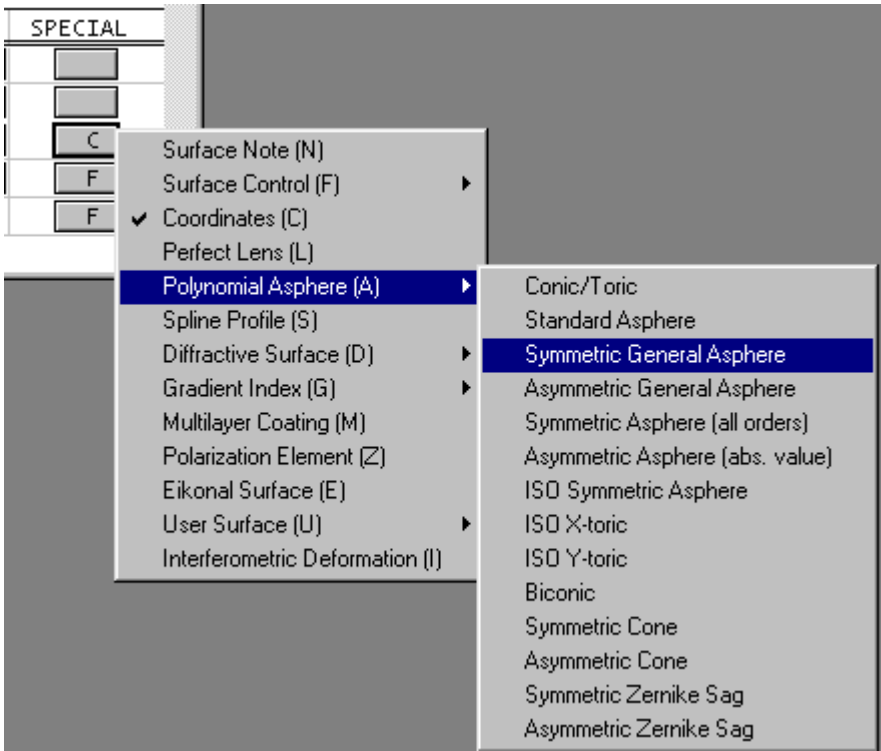 SPECIAL
C
F
F
Surface Note (N)
Surface Control (F)
Coordinates (C)
Perfect Lens (L)
Polynomial Asphere (A)
Spline Profile (S)
Diffractive Surface (D)
Gradient Index (G)
Multilayer Coating (M)
Polarization Element (Z)
Eikonal Surface (E)
User Surface (U)
Interferometric Deformation (I)
Conic/Toric
Standard Asphere
Symmetric General Asphere
Asymmetric General Asphere
Symmetric Asphere (all orders)
Asymmetric Asphere (abs. value)
ISO Symmetric Asphere
ISO X-toric
ISO Y-toric
Biconic
Symmetric Cone
Asymmetric Cone
Symmetric Zernike Sag
Asymmetric Zernike Sag